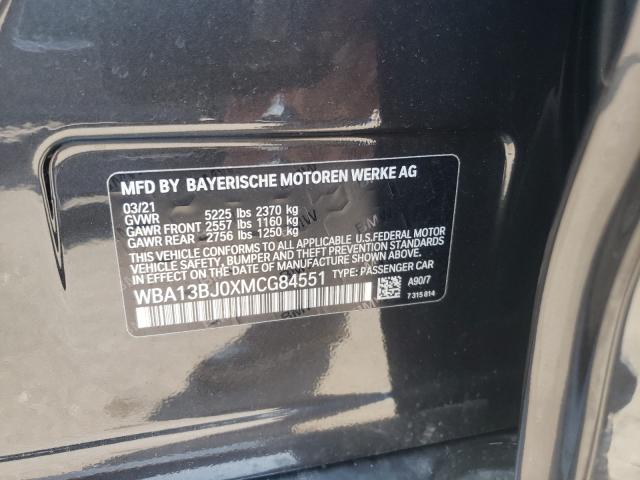 MFD BY BAYERISCHE MOTOREN WERKE AG
03/21
GVWR 5225 lbs 2370 kg
GAWR FRONT 2557 lbs 1160 kg
GAWR REAR 2756 lbs 1250 kg
THIS VEHICLE CONFORMS TO ALL APPLICABLE U.S.FEDERAL MOTOR
VEHICLE SAFETY, BUMPER, AND THEFT PREVENTION STANDARDS IN
EFFECT ON THE DATE OF MANUFACTURE SHOWN ABOVE.
WBA13BJ0XMCG84551 TYPE: PASSENGER CAR
A90/7
7 315 814